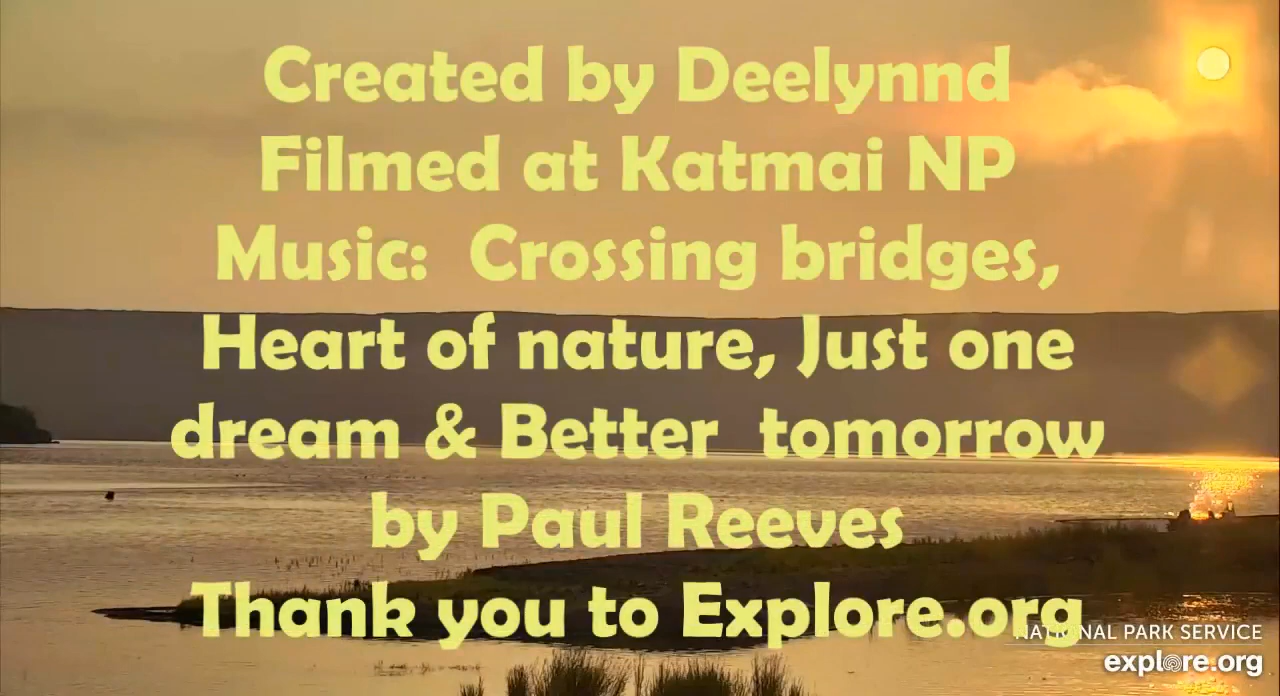 Created by Deelynnd
Filmed at Katmai NP
Music:  Crossing bridges,
Heart of nature, Just one
dream & Better  tomorrow
by Paul Reeves
Thank you to Explore.org
NATIONAL PARK SERVICE
explore.org